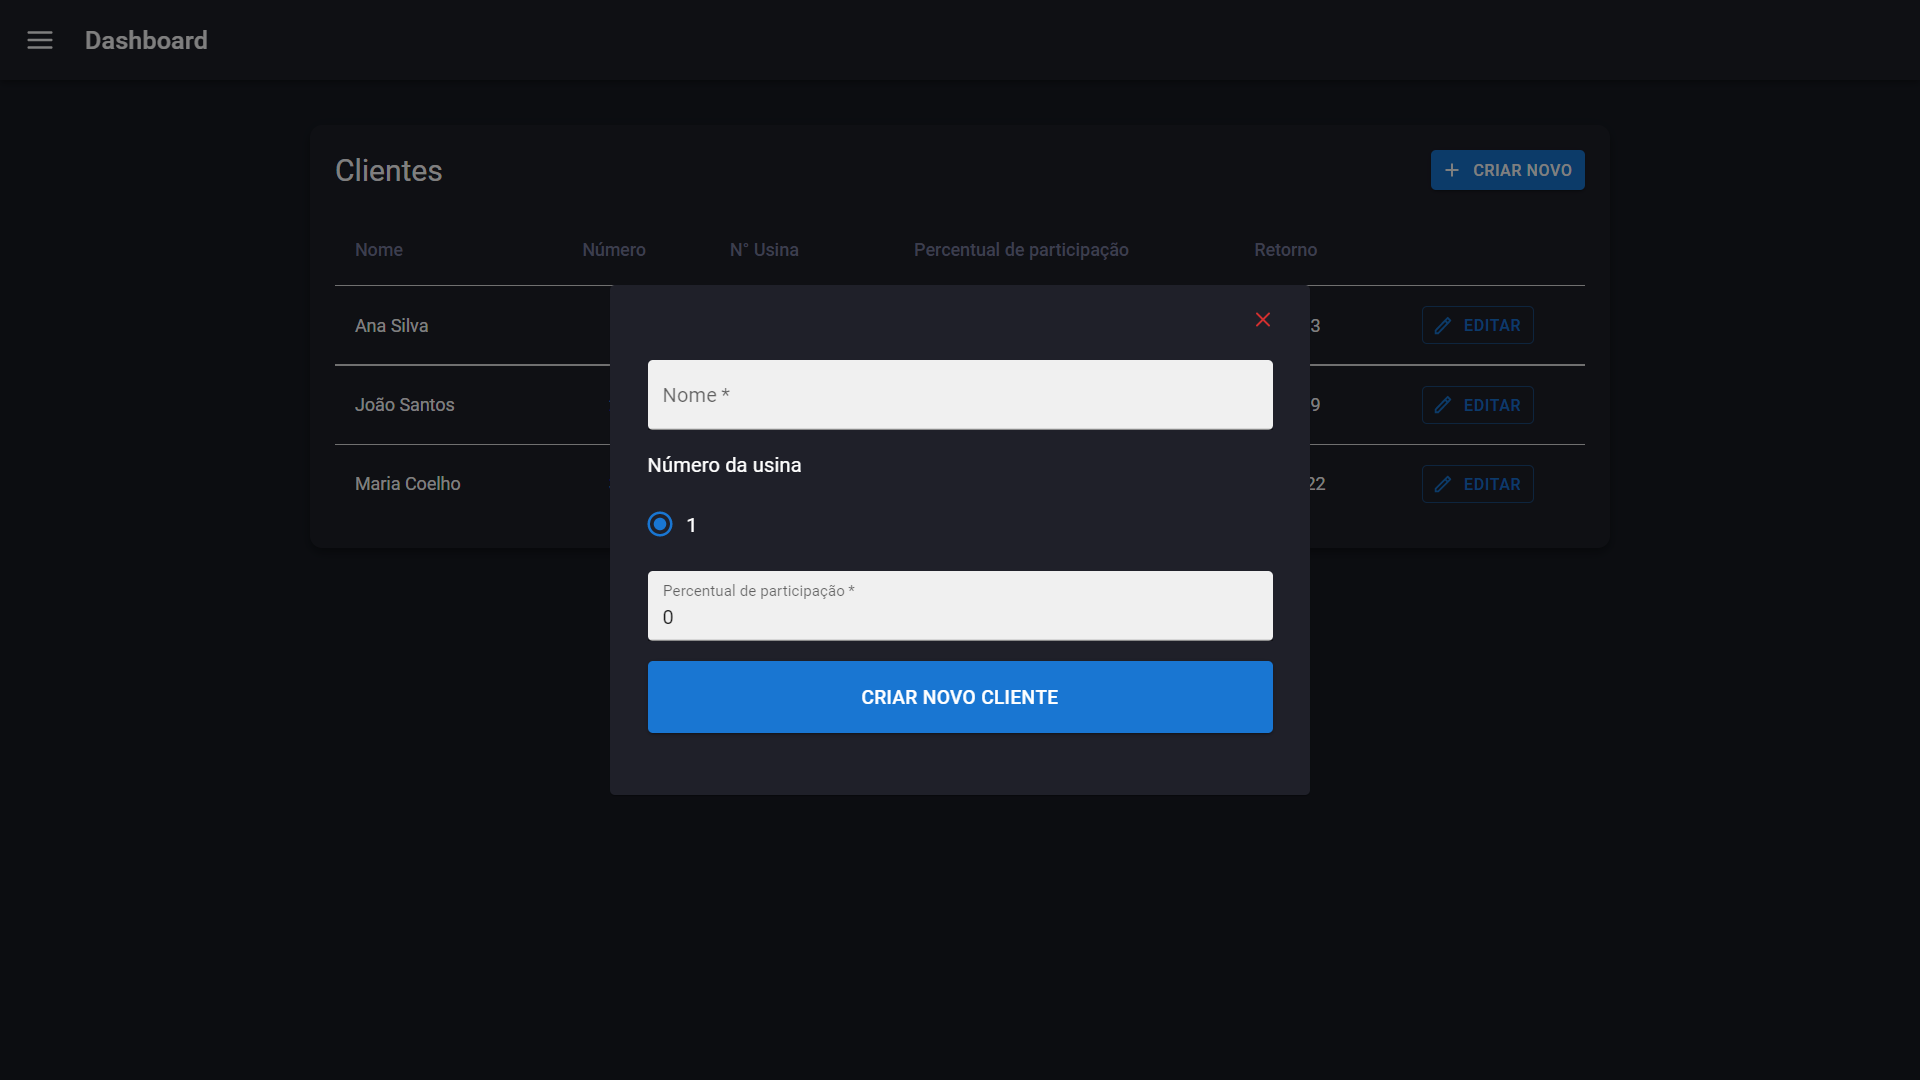 Dashboard
Clientes
CRIAR NOVO
Nome Número N° Usina Percentual de participação Retorno
Ana Silva 3 EDITAR
João Santos 9 EDITAR
Maria Coelho 22 EDITAR
Nome *
Número da usina
1
Percentual de participação *
0
CRIAR NOVO CLIENTE